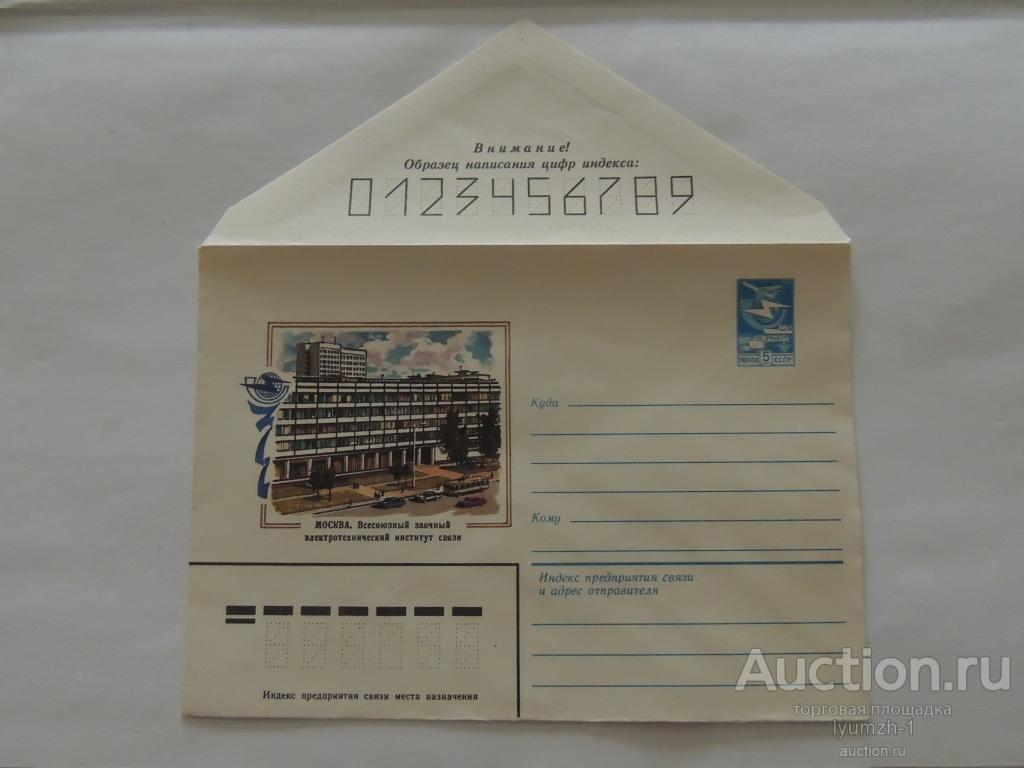 Внимание!
Образец написания цифр индекса:
0123456789
ПОЧТА 5 СССР
Куда
Кому
МОСКВА. Всесоюзный заочный
электротехнический институт связи
Индекс предприятия связи
и адрес отправителя
Индекс предприятия связи места назначения
Auction.ru
торговая площадка
lyumzh-1
auction.ru